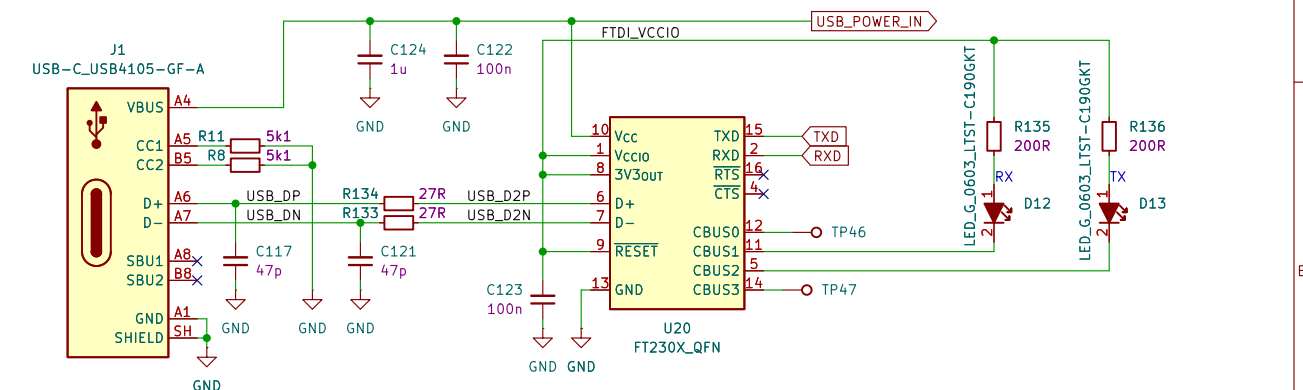 USB_POWER_IN
FTDI_VCCIO
J1
USB-C_USB4105-GF-A
C124
1u
C122
100n
GND
GND
VBUS
A4
CC1
A5
R11
5k1
CC2
B5
R8
5k1
D+
A6
USB_DP
R134
27R
USB_D2P
D-
A7
USB_DN
R133
27R
USB_D2N
SBU1
A8
SBU2
B8
GND
A1
SHIELD
SH
GND
C117
47p
GND
GND
C121
47p
GND
C123
100n
GND
GND
10
VCC
1
VCCIO
8
3V3OUT
6
D+
7
D-
9
RESET
13
GND
TXD
15
TXD
RXD
2
RXD
RTS
16
CTS
4
CBUS0
12
TP46
CBUS1
11
CBUS2
5
CBUS3
14
TP47
U20
FT230X_QFN
R135
200R
RX
1
2
D12
LED_G_0603_LTST-C190GKT
R136
200R
TX
1
2
D13
LED_G_0603_LTST-C190GKT